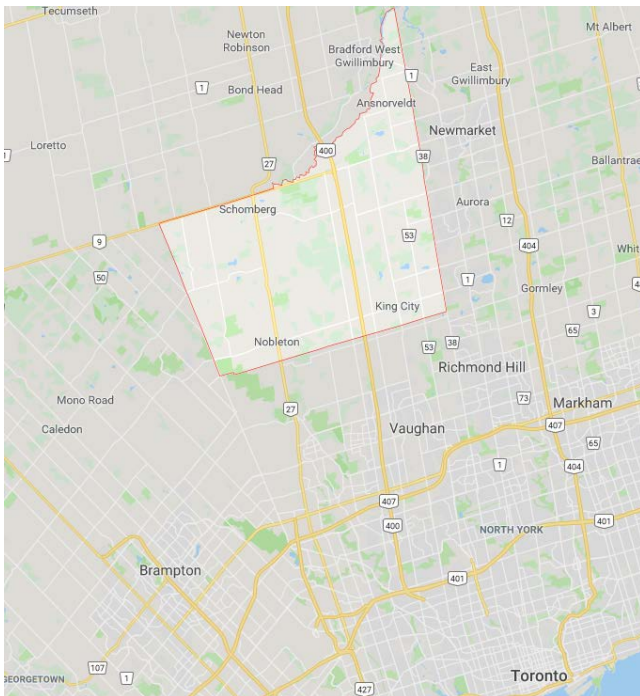 Tecumseth
Newton
Robinson
Mt Albert
Bradford West
Gwillimbury
East
Gwillimbury
1
1
Bond Head
Ansnorveldt
Newmarket
Loretto
400
27
38
Ballantrae
Schomberg
Aurora
12
9
53
404
Whit
50
1
Gormley
King City
3
65
Nobleton
53
38
Richmond Hill
Mono Road
27
73
Markham
Caledon
Vaughan
407
65
1
404
407
400
NORTH YORK
401
Brampton
401
107
1
GEORGETOWN
427
Toronto